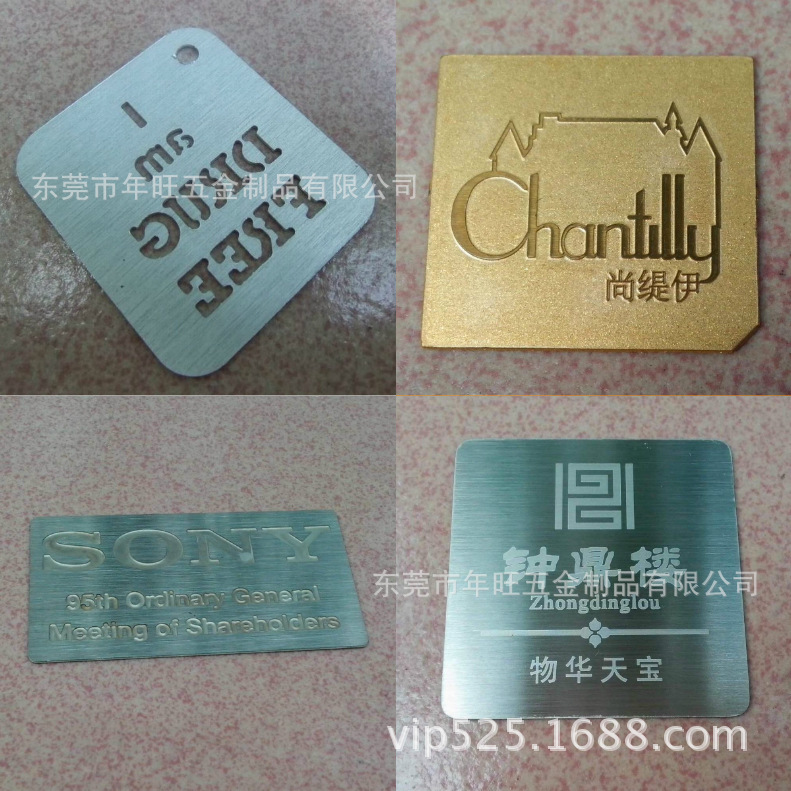 I
am
DRUG
FREE
东莞市年旺五金制品有限公司
Chantilly
尚缇伊
SONY
95th Ordinary General
Meeting of Shareholders
钟鼎楼
东莞市年旺五金制品有限公司
Zhongdinglou
物华天宝
vip525.1688.com